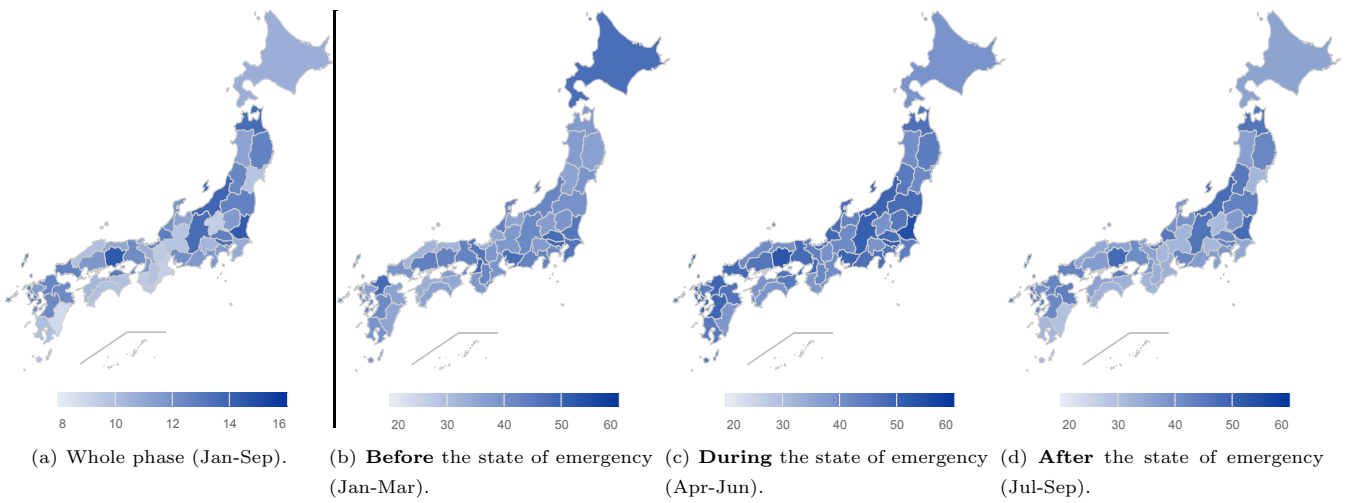 8 10 12 14 16
20 30 40 50 60
20 30 40 50 60
20 30 40 50 60
(a) Whole phase (Jan-Sep).
(b) Before the state of emergency
(Jan-Mar).
(c) During the state of emergency
(Apr-Jun).
(d) After the state of emergency
(Jul-Sep).